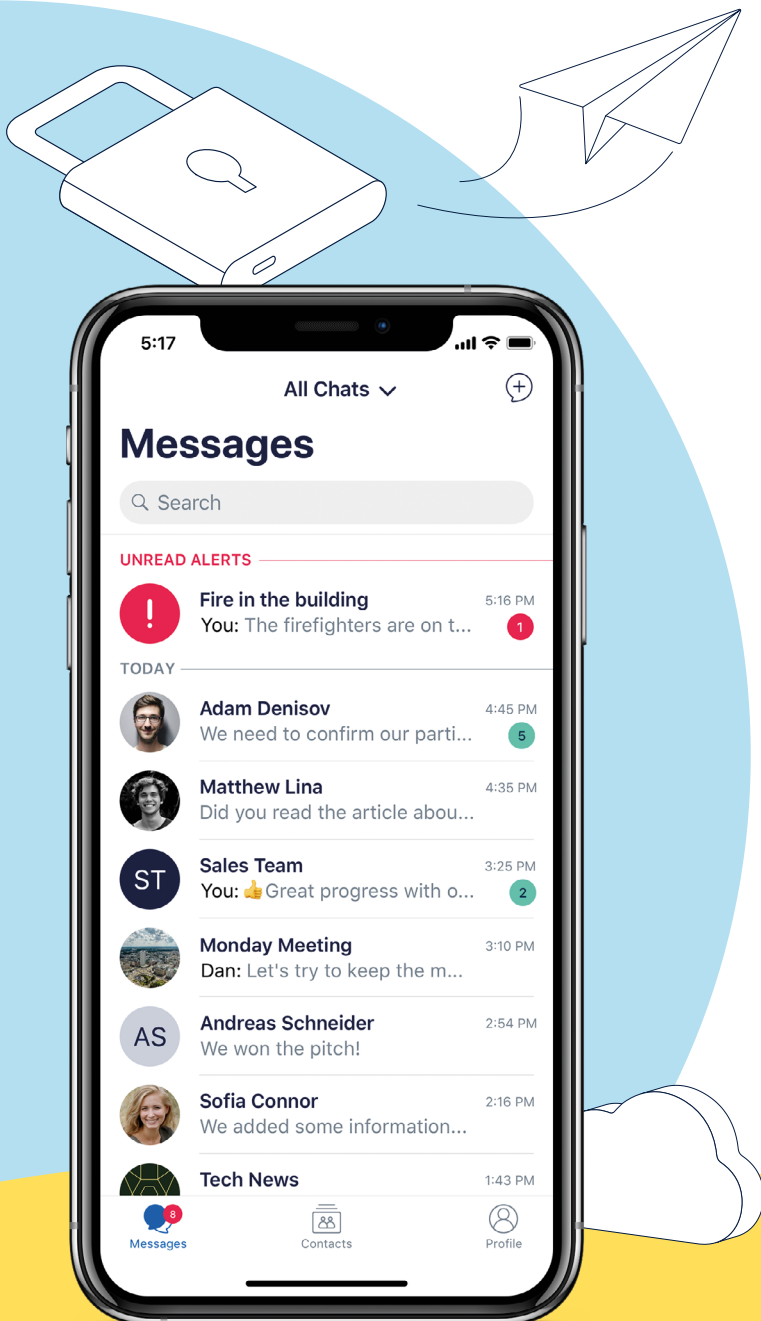 5:17
All Chats
Messages
Search
UNREAD ALERTS
Fire in the building 5:16 PM
You: The firefighters are on t... 1
TODAY
Adam Denisov 4:45 PM
We need to confirm our parti... 5
Matthew Lina 4:35 PM
Did you read the article abou...
ST
Sales Team 3:25 PM
You: 👍Great progress with o... 2
Monday Meeting 3:10 PM
Dan: Let's try to keep the m...
AS
Andreas Schneider 2:54 PM
We won the pitch!
Sofia Connor 2:16 PM
We added some information...
Tech News 1:43 PM
8
Messages Contacts Profile